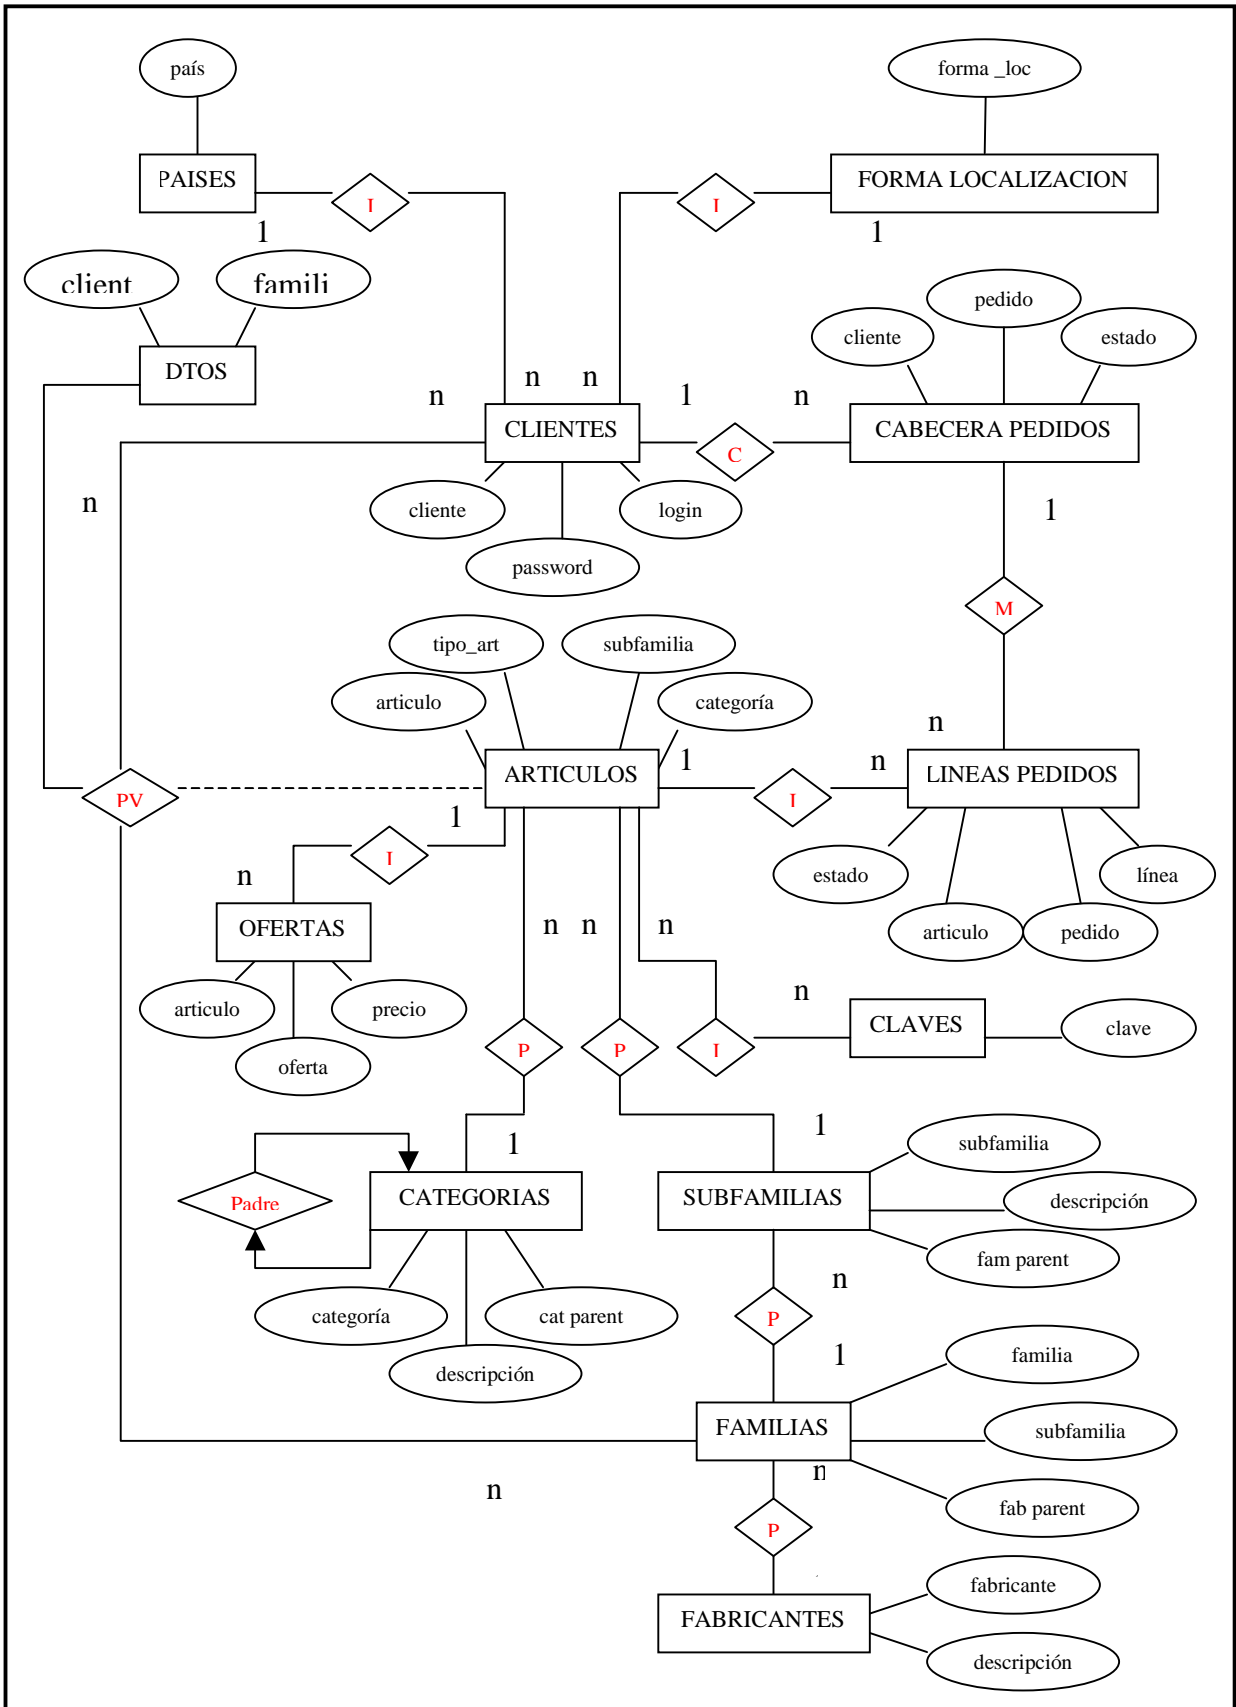 país
forma _loc
PAISES
I
I
FORMA LOCALIZACION
1
1
client
famili
pedido
cliente
estado
DTOS
n
n
n
1
n
CLIENTES
C
CABECERA PEDIDOS
n
cliente
login
1
password
M
tipo_art
subfamilia
articulo
categoría
n
ARTICULOS
1
n
LINEAS PEDIDOS
PV
I
1
I
n
estado
línea
OFERTAS
n
n
n
articulo
pedido
articulo
precio
n
CLAVES
clave
oferta
P
P
I
1
1
subfamilia
Padre
CATEGORIAS
SUBFAMILIAS
descripción
fam parent
n
categoría
cat parent
P
descripción
1
familia
FAMILIAS
subfamilia
n
n
fab parent
P
fabricante
FABRICANTES
descripción